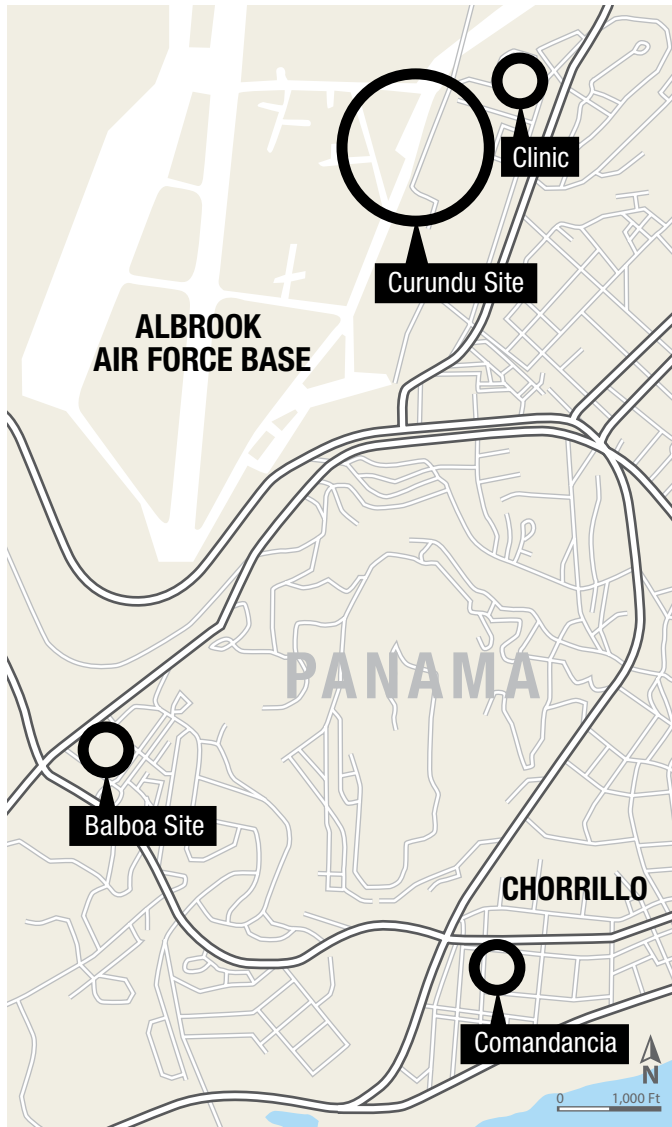 Clinic
Curundu Site
ALBROOK
AIR FORCE BASE
PANAMA
Balboa Site
CHORRILLO
Comandancia
N
0 1,000 Ft